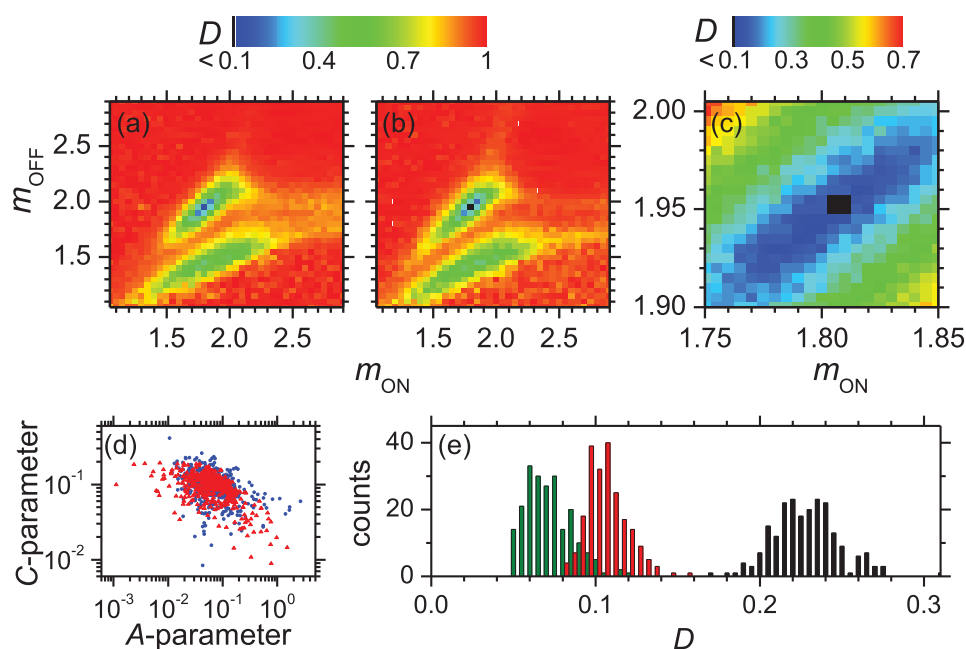 D
<0.1 0.4 0.7 1
D
<0.1 0.3 0.5 0.7
(a) (b) (c)
m_OFF
2.5
2.0
1.5
1.5 2.0 2.5 1.5 2.0 2.5
m_ON
2.00
1.95
1.90
1.75 1.80 1.85
m_ON
(d)
C-parameter
10^-1
10^-2
10^-3 10^-2 10^-1 10^0
A-parameter
(e)
counts
40
20
0
0.0 0.1 0.2 0.3
D